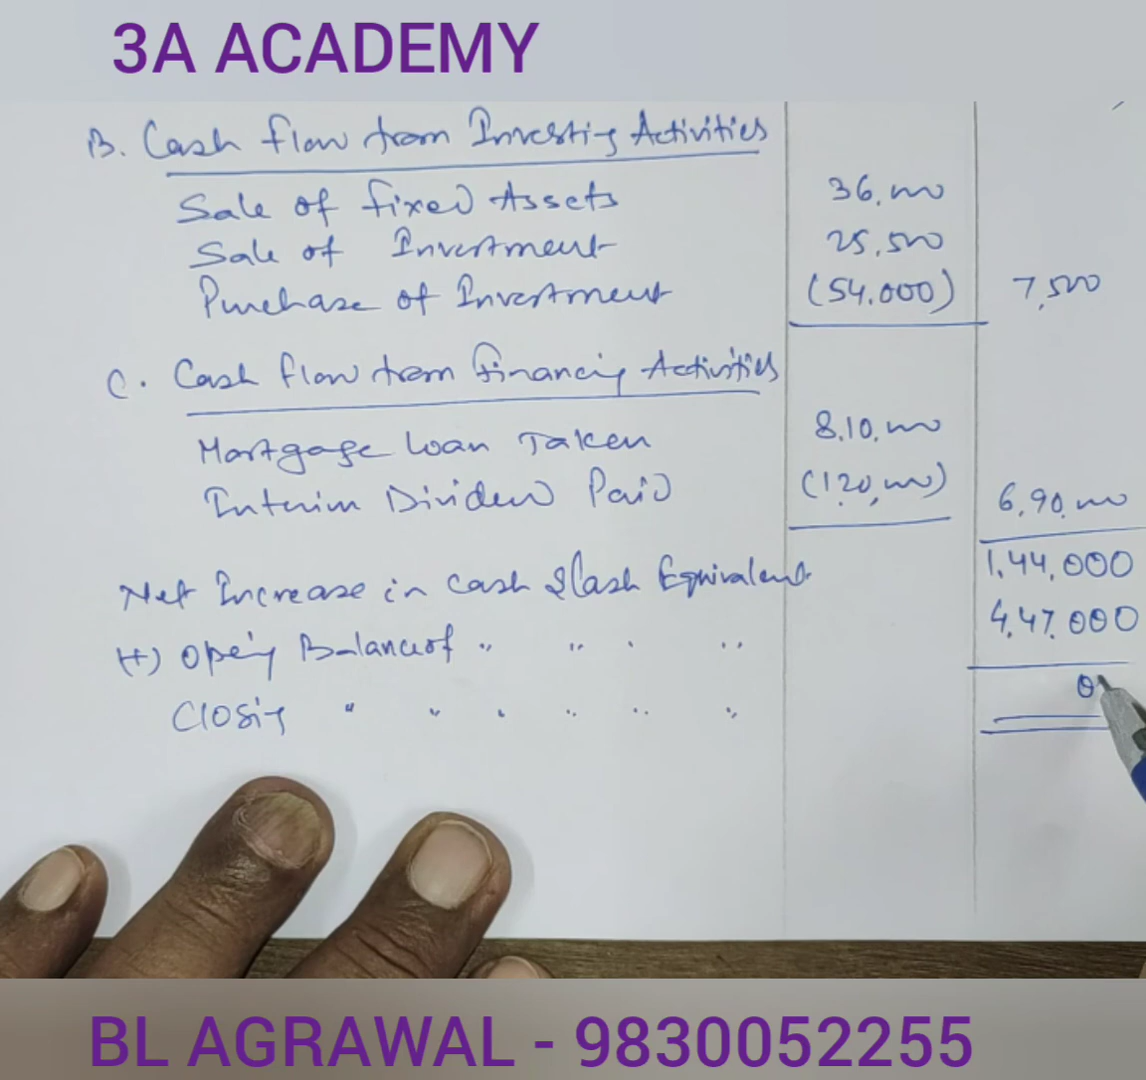 3A ACADEMY
B. Cash flow from Investing Activities
Sale of fixed Assets 36,000
Sale of Investment 25,500
Purchase of Investment (54,000) 7,500
C. Cash flow from financing Activities
Mortgage Loan Taken 8,10,000
Interim Dividend Paid (1,20,000) 6,90,000
Net Increase in Cash & Cash Equivalent 1,44,000
(+) Opening Balance of " " " " 4,47,000
Closing " " " " " " 0
BL AGRAWAL - 9830052255